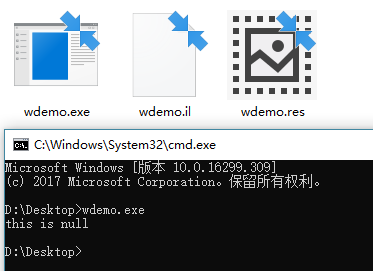 wdemo.exe
wdemo.il
wdemo.res
C:\Windows\System32\cmd.exe
Microsoft Windows [版本 10.0.16299.309]
(c) 2017 Microsoft Corporation。保留所有权利。
D:\Desktop>wdemo.exe
this is null
D:\Desktop>